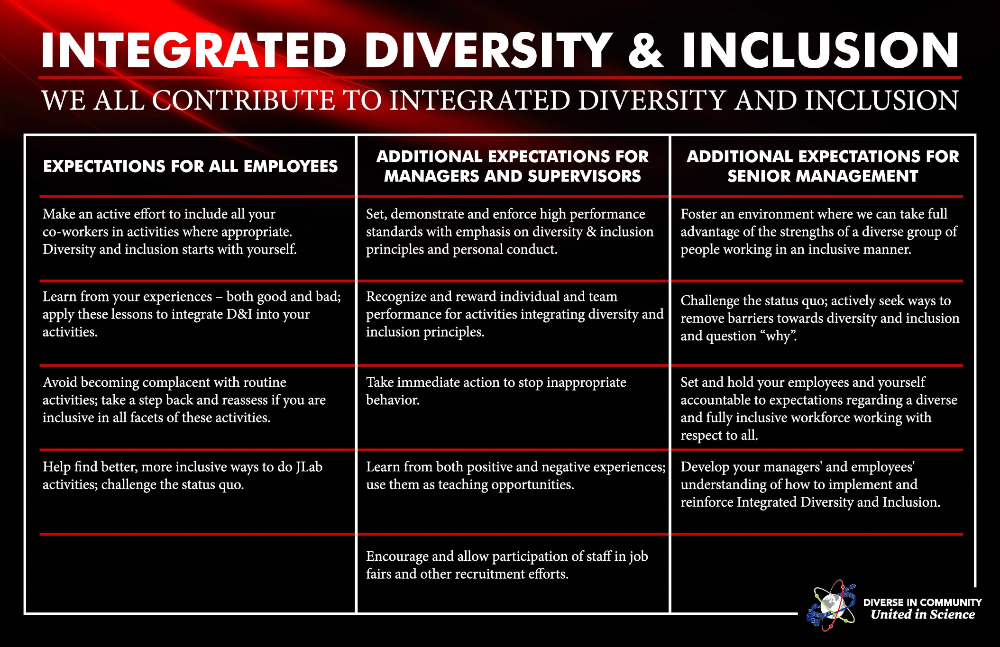 INTEGRATED DIVERSITY & INCLUSION
WE ALL CONTRIBUTE TO INTEGRATED DIVERSITY AND INCLUSION
EXPECTATIONS FOR ALL EMPLOYEES
Make an active effort to include all your
co-workers in activities where appropriate.
Diversity and inclusion starts with yourself.
Learn from your experiences – both good and bad;
apply these lessons to integrate D&I into your
activities.
Avoid becoming complacent with routine
activities; take a step back and reassess if you are
inclusive in all facets of these activities.
Help find better, more inclusive ways to do JLab
activities; challenge the status quo.
ADDITIONAL EXPECTATIONS FOR
MANAGERS AND SUPERVISORS
Set, demonstrate and enforce high performance
standards with emphasis on diversity & inclusion
principles and personal conduct.
Recognize and reward individual and team
performance for activities integrating diversity and
inclusion principles.
Take immediate action to stop inappropriate
behavior.
Learn from both positive and negative experiences;
use them as teaching opportunities.
Encourage and allow participation of staff in job
fairs and other recruitment efforts.
ADDITIONAL EXPECTATIONS FOR
SENIOR MANAGEMENT
Foster an environment where we can take full
advantage of the strengths of a diverse group of
people working in an inclusive manner.
Challenge the status quo; actively seek ways to
remove barriers towards diversity and inclusion
and question “why”.
Set and hold your employees and yourself
accountable to expectations regarding a diverse
and fully inclusive workforce working with
respect to all.
Develop your managers' and employees'
understanding of how to implement and
reinforce Integrated Diversity and Inclusion.
DIVERSE IN COMMUNITY
United in Science